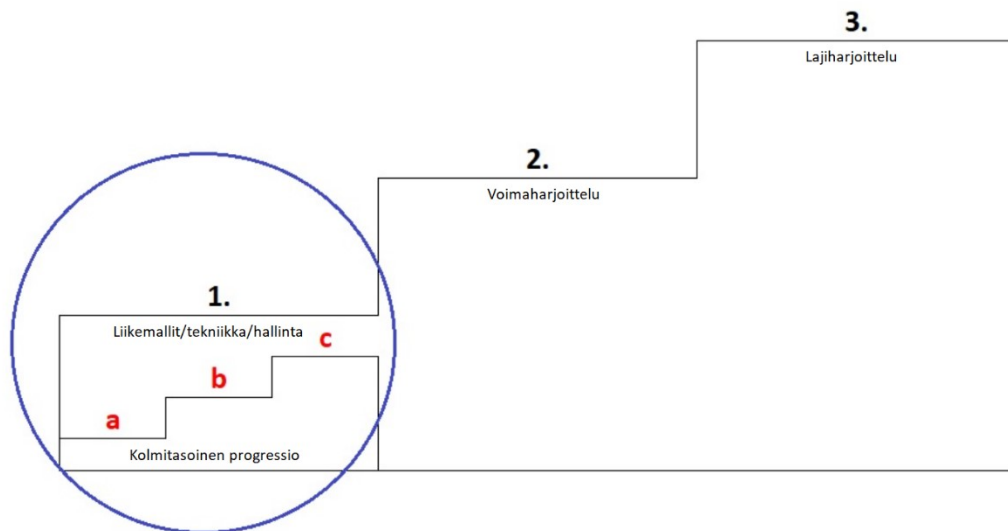 3.
Lajiharjoittelu
2.
Voimaharjoittelu
1.
Liikemallit/tekniikka/hallinta
c
b
a
Kolmitasoinen progressio